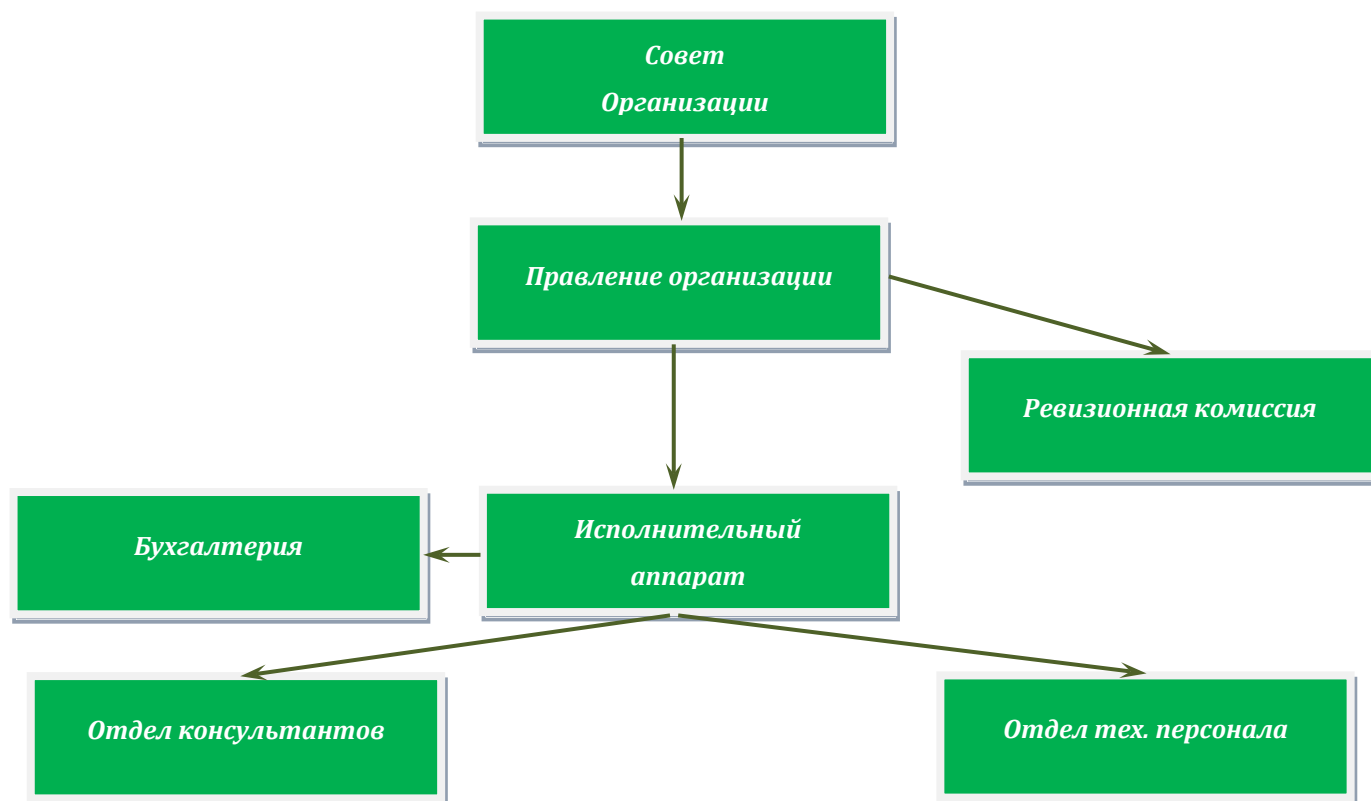 Совет
Организации
Правление организации
Ревизионная комиссия
Бухгалтерия
Исполнительный
аппарат
Отдел консультантов
Отдел тех. персонала